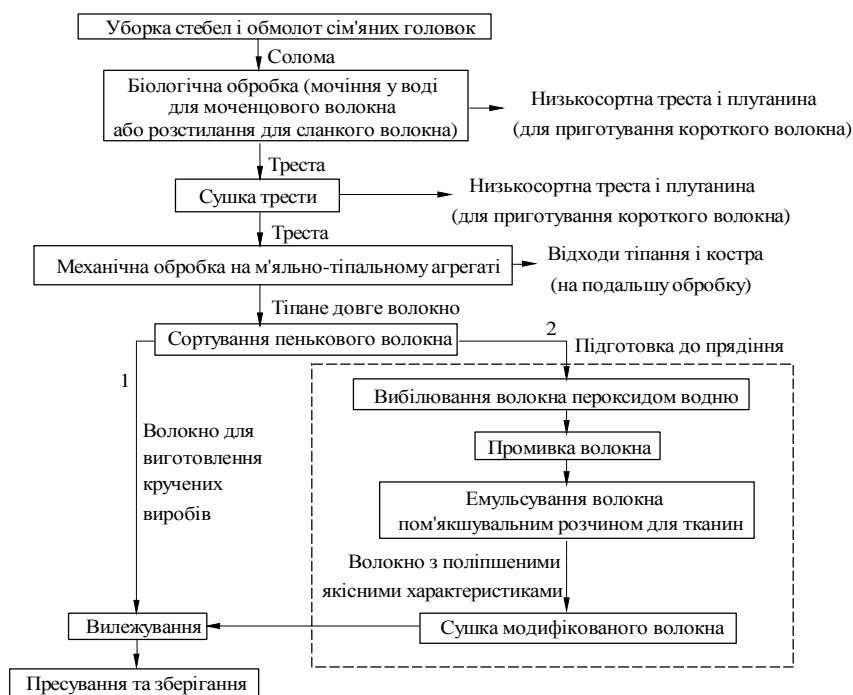 Уборка стебел і обмолот сім'яних головок
Солома
Біологічна обробка (мочіння у воді
для моченцового волокна
або розстилання для сланкого волокна)
Низькосортна треста і плутанина
(для приготування короткого волокна)
Треста
Сушка трести
Низькосортна треста і плутанина
(для приготування короткого волокна)
Треста
Механічна обробка на м'яльно-тіпальному агрегаті
Відходи тіпання і костра
(на подальшу обробку)
Тіпане довге волокно
Сортування пенькового волокна
2
Підготовка до прядіння
1
Вибілювання волокна пероксидом водню
Волокно для
виготовлення
кручених
виробів
Промивка волокна
Емульсування волокна
пом'якшувальним розчином для тканин
Волокно з поліпшеними
якісними характеристиками
Вилежування
Сушка модифікованого волокна
Пресування та зберігання